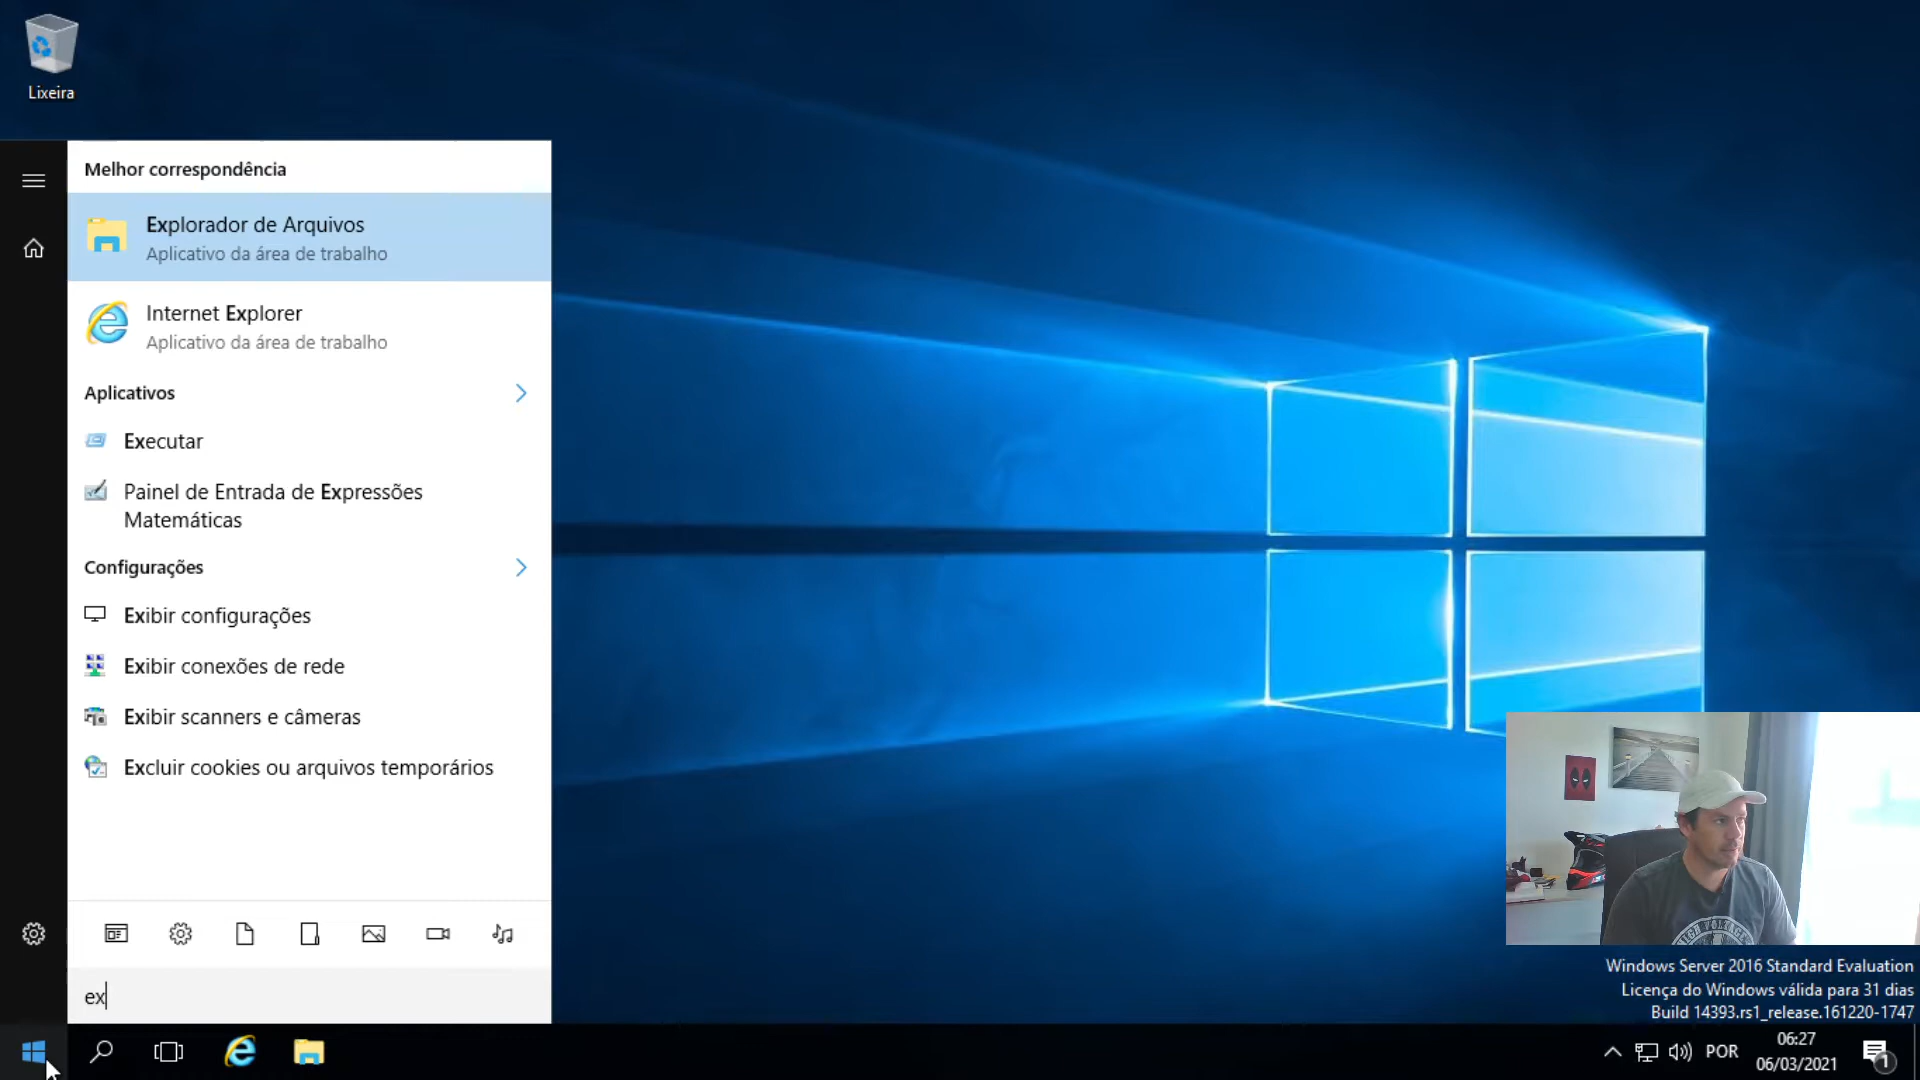 Lixeira
Melhor correspondência
Explorador de Arquivos
Aplicativo da área de trabalho
Internet Explorer
Aplicativo da área de trabalho
Aplicativos
Executar
Painel de Entrada de Expressões
Matemáticas
Configurações
Exibir configurações
Exibir conexões de rede
Exibir scanners e câmeras
Excluir cookies ou arquivos temporários
ex
HIGH VOLTAGE
Windows Server 2016 Standard Evaluation
Licença do Windows válida para 31 dias
Build 14393.rs1_release.161220-1747
POR
06:27
06/03/2021
1